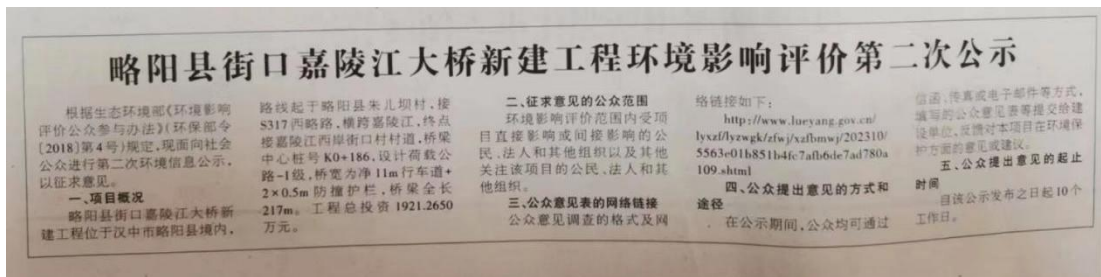 略阳县街口嘉陵江大桥新建工程环境影响评价第二次公示
根据生态环境部《环境影响
评价公众参与办法》（环保部令
[2018]第4号）规定，现面向社会
公众进行第二次环境信息公示，
以征求意见。
一、项目概况
略阳县街口嘉陵江大桥新
建工程位于汉中市略阳县境内，
路线起于略阳县朱儿坝村，接
S317西略路，横跨嘉陵江，终点
接嘉陵江西岸街口村村道，桥梁
中心桩号K0+186，设计荷载公
路-I级，桥宽为净11m行车道+
2×0.5m防撞护栏，桥梁全长
217m。工程总投资1921.2650
万元。
二、征求意见的公众范围
环境影响评价范围内受项
目直接影响或间接影响的公
民、法人和其他组织以及其他
关注该项目的公民、法人和其
他组织。
三、公众意见表的网络链接
公众意见调查的格式及网
络链接如下：
http://www.lueyang.gov.cn/
lyxzf/lyzwgk/zfwj/xzfbmwj/202310/
5563e01b851b4fc7afb6de7ad780a
109.shtml
四、公众提出意见的方式和
途径
在公示期间，公众均可通过
信函、传真或电子邮件等方式，
填写的公众意见表等提交给建
设单位，反馈对本项目在环境保
护方面的意见或建议。
五、公众提出意见的起止
时间
自该公示发布之日起10个
工作日。